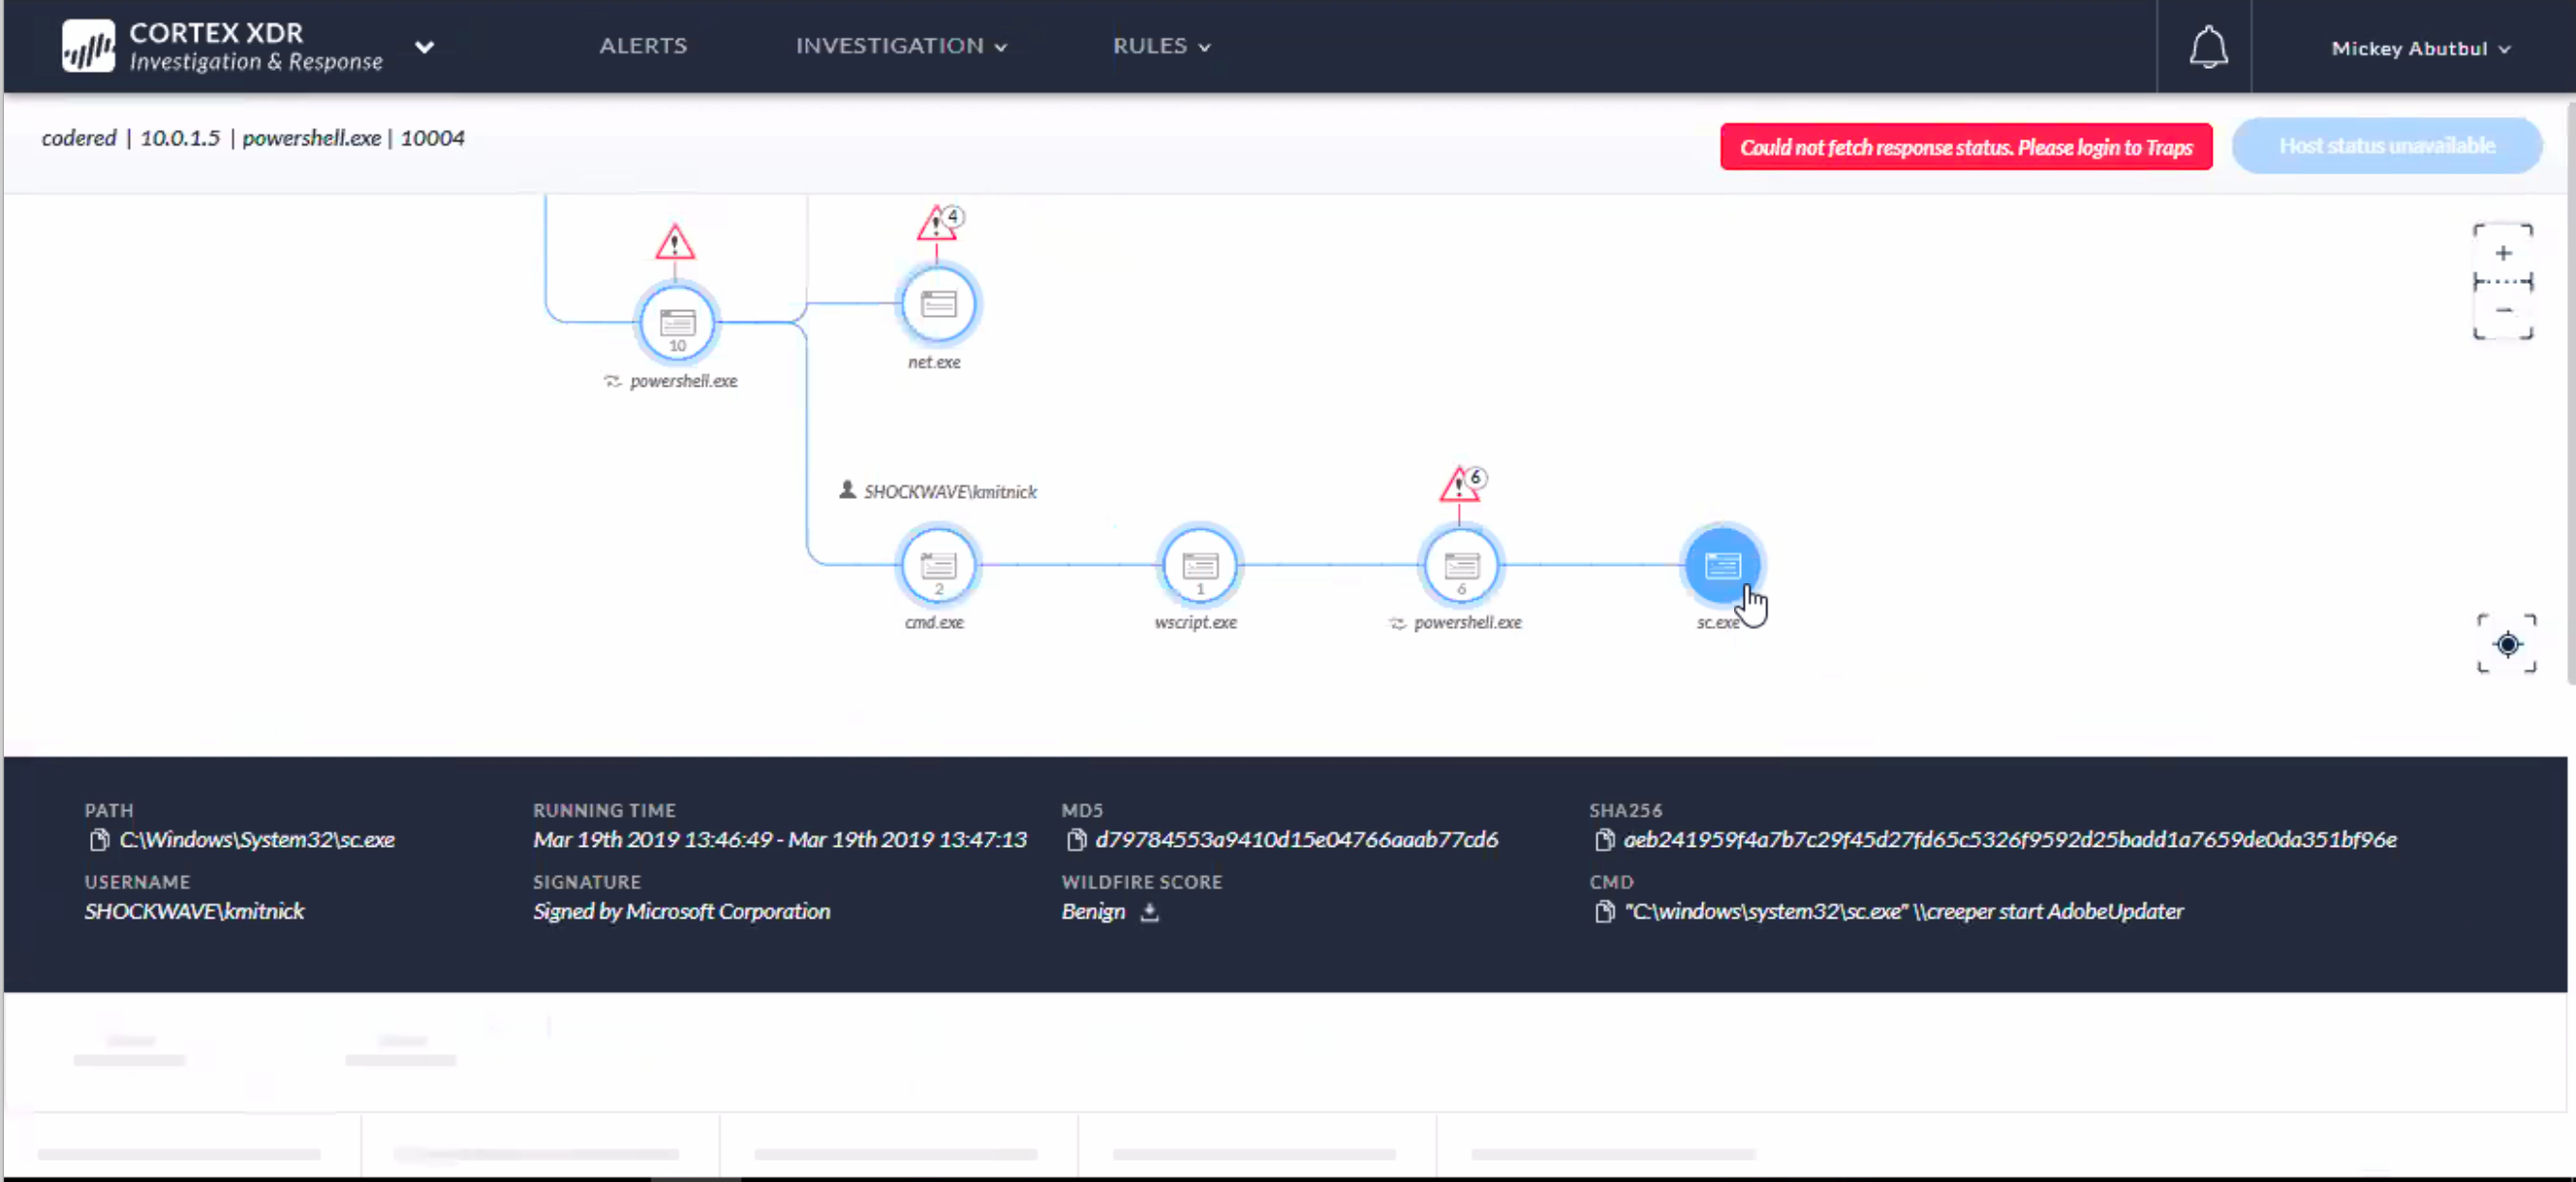 CORTEX XDR
Investigation & Response
ALERTS
INVESTIGATION
RULES
Mickey Abutbul
codered | 10.0.1.5 | powershell.exe | 10004
Could not fetch response status. Please login to Traps
Host status unavailable
4
10
powershell.exe
net.exe
SHOCKWAVE\kmitnick
6
2
1
6
cmd.exe
wscript.exe
powershell.exe
sc.exe
PATH
C:\Windows\System32\sc.exe
RUNNING TIME
Mar 19th 2019 13:46:49 - Mar 19th 2019 13:47:13
MD5
d79784553a9410d15e04766aaab77cd6
SHA256
aeb241959f4a7b7c29f45d27fd65c5326f9592d25badd1a7659de0da351bf96e
USERNAME
SHOCKWAVE\kmitnick
SIGNATURE
Signed by Microsoft Corporation
WILDFIRE SCORE
Benign
CMD
"C:\windows\system32\sc.exe" \\creeper start AdobeUpdater